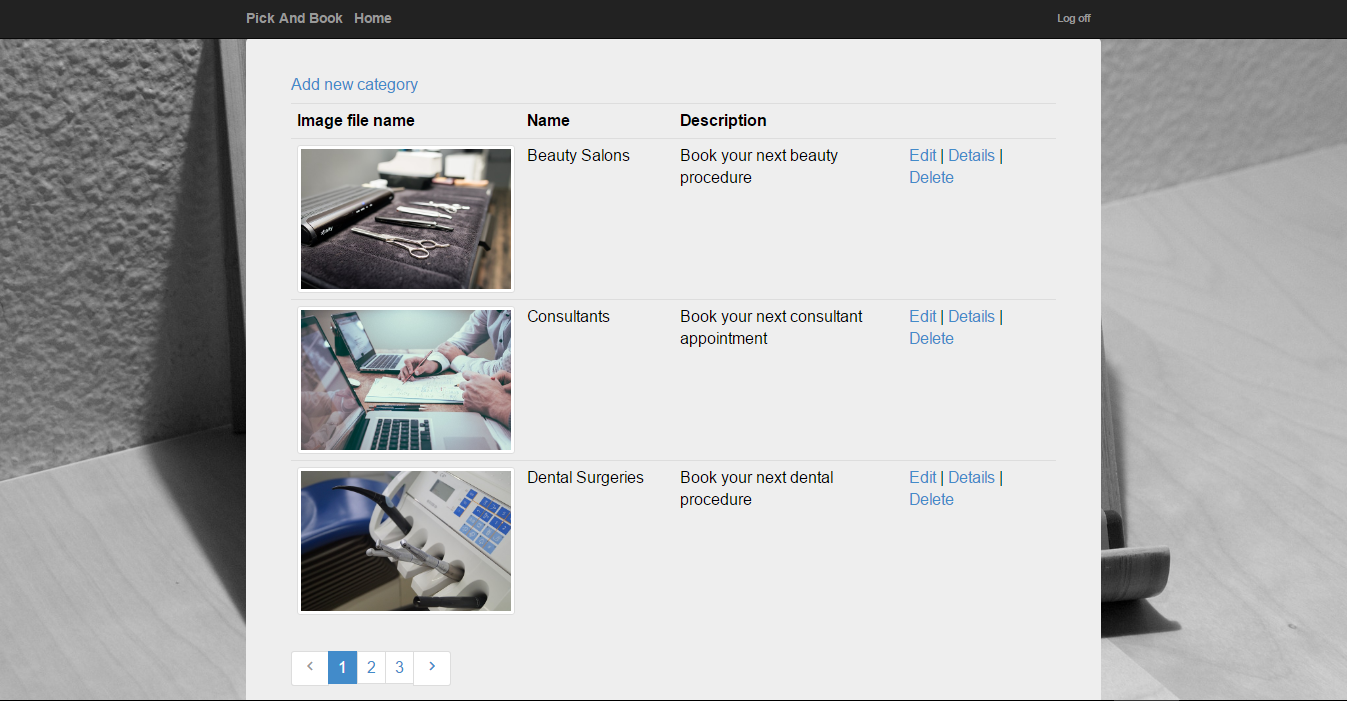 Pick And Book Home Log off
Add new category
Image file name Name Description
Beauty Salons Book your next beauty Edit | Details |
procedure Delete
Consultants Book your next consultant Edit | Details |
appointment Delete
Dental Surgeries Book your next dental Edit | Details |
procedure Delete
‹ 1 2 3 ›